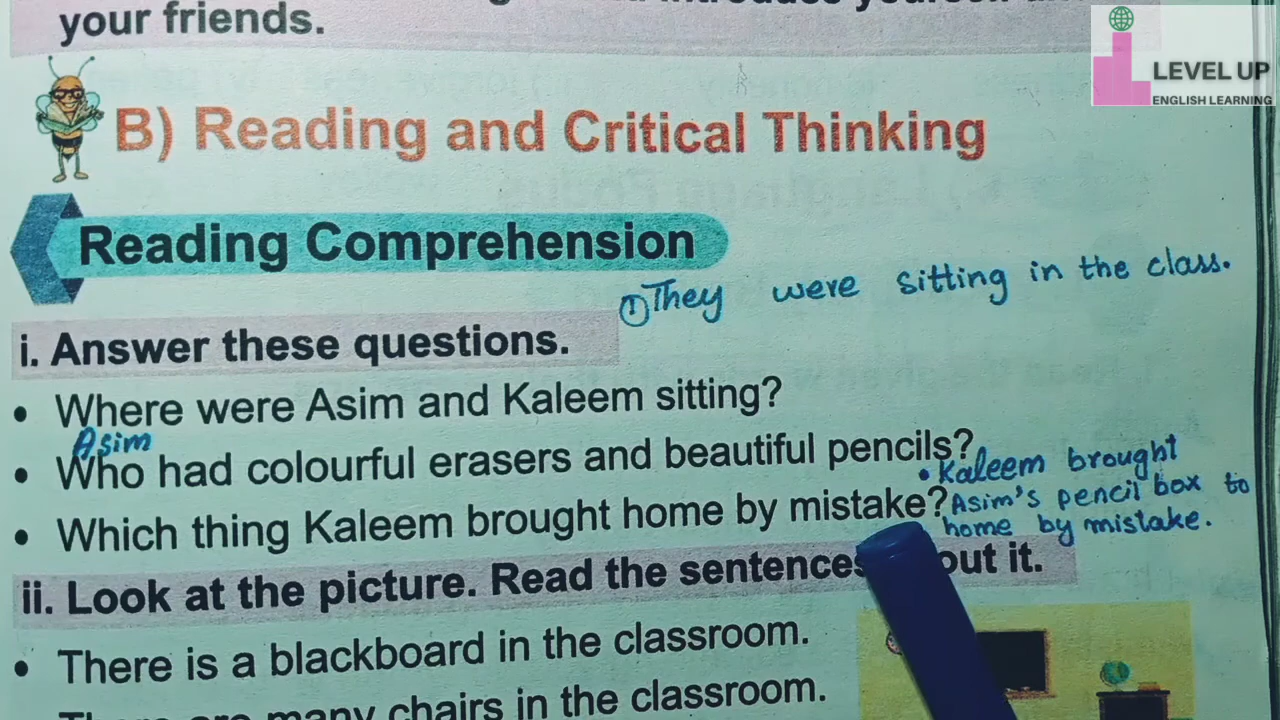 your friends.
LEVEL UP
ENGLISH LEARNING
B) Reading and Critical Thinking
Reading Comprehension
① They were sitting in the class.
i. Answer these questions.
• Where were Asim and Kaleem sitting?
Asim
• Who had colourful erasers and beautiful pencils?
• Kaleem brought
Asim's pencil box to
home by mistake.
• Which thing Kaleem brought home by mistake?
ii. Look at the picture. Read the sentences out it.
• There is a blackboard in the classroom.
many chairs in the classroom.